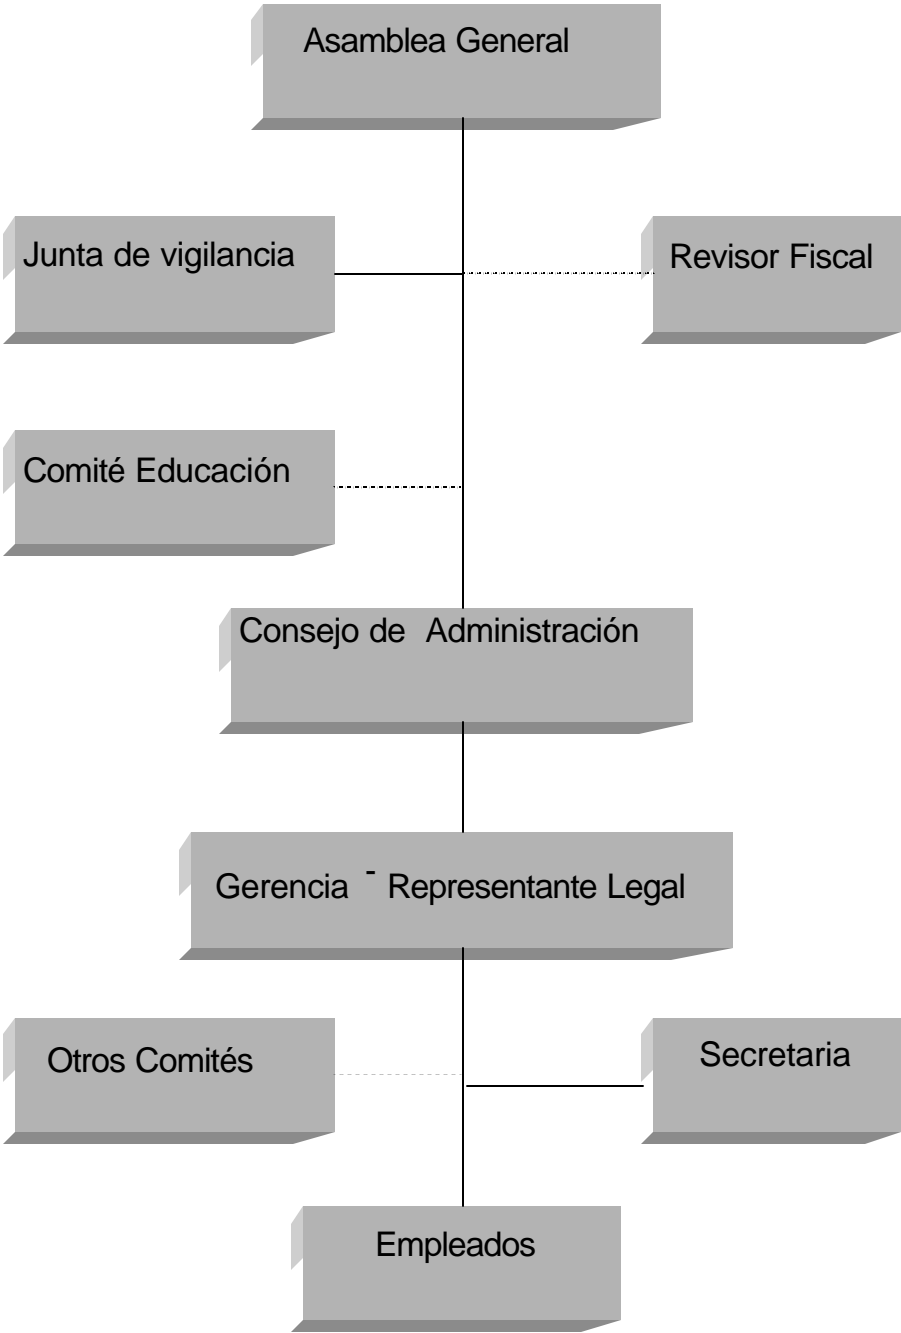 Asamblea General
Junta de vigilancia
Revisor Fiscal
Comité Educación
Consejo de Administración
Gerencia - Representante Legal
Otros Comités
Secretaria
Empleados